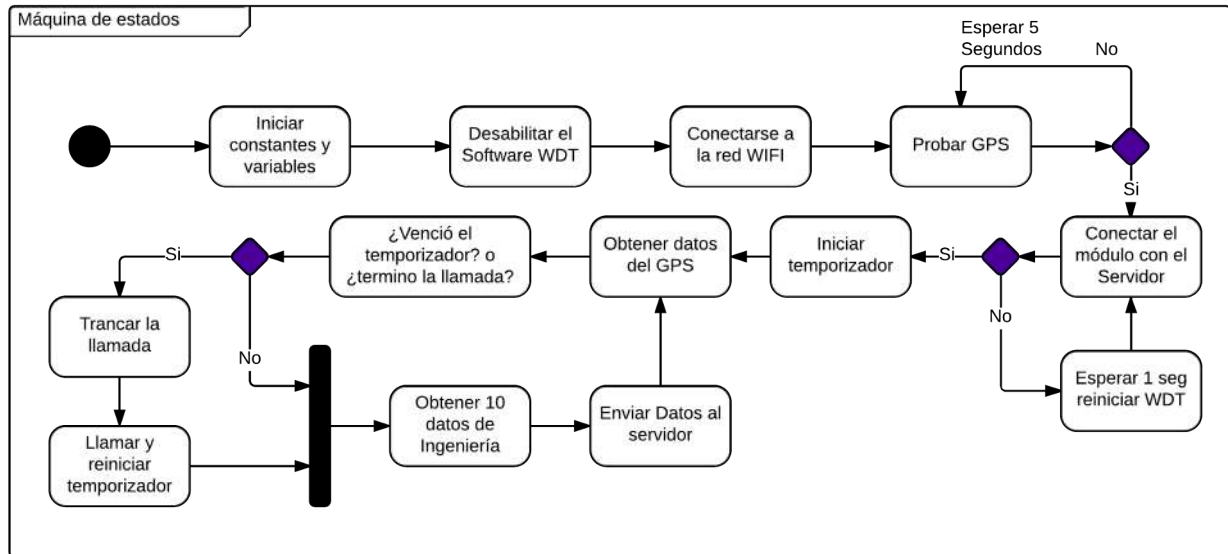 Máquina de estados
Esperar 5
Segundos
No
Iniciar
constantes y
variables
Desabilitar el
Software WDT
Conectarse a
la red WIFI
Probar GPS
Si
Conectar el
módulo con el
Servidor
Si
No
Esperar 1 seg
reiniciar WDT
Iniciar
temporizador
Obtener datos
del GPS
¿Venció el
temporizador? o
¿termino la llamada?
Si
No
Trancar la
llamada
Llamar y
reiniciar
temporizador
Obtener 10
datos de
Ingeniería
Enviar Datos al
servidor